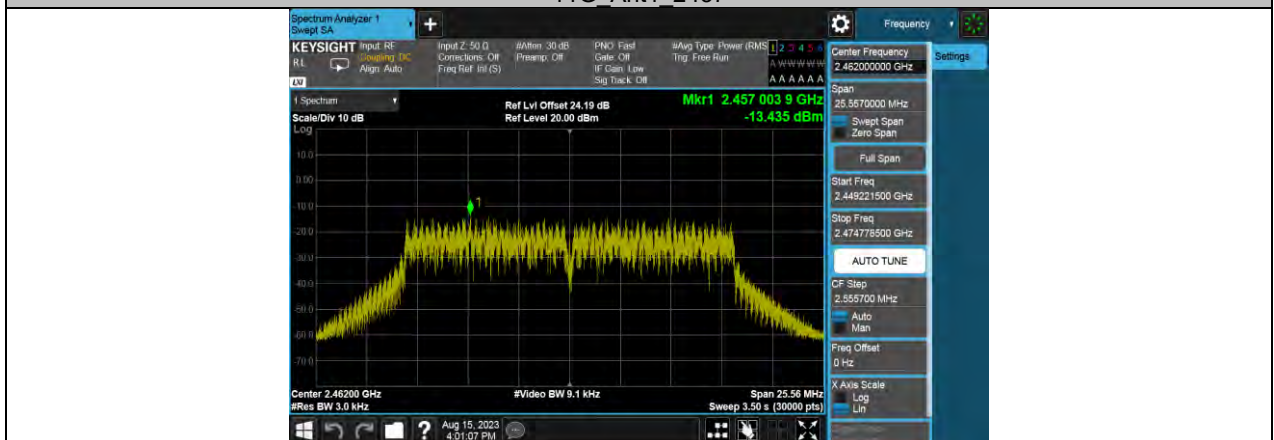 Spectrum Analyzer 1
Swept SA
Frequency
KEYSIGHT
Input: RF
Coupling: DC
Align: Auto
RL
LXI
Input Z: 50 Ω
Corrections: Off
Freq Ref: Int (S)
#Atten: 30 dB
Preamp: Off
PNO: Fast
Gate: Off
IF Gain: Low
Sig Track: Off
#Avg Type: Power (RMS
Trig: Free Run
1 2 3 4 5 6
A W W W W W
A A A A A A
1 Spectrum
Scale/Div 10 dB
Ref Lvl Offset 24.19 dB
Ref Level 20.00 dBm
Mkr1 2.457 003 9 GHz
-13.435 dBm
Log
10.0
0.00
-10.0
-20.0
-30.0
-40.0
-50.0
-60.0
-70.0
1
Center 2.46200 GHz
#Res BW 3.0 kHz
#Video BW 9.1 kHz
Span 25.56 MHz
Sweep 3.50 s (30000 pts)
Aug 15, 2023
4:01:07 PM
Center Frequency
2.462000000 GHz
Settings
Span
25.5570000 MHz
Swept Span
Zero Span
Full Span
Start Freq
2.449221500 GHz
Stop Freq
2.474778500 GHz
AUTO TUNE
CF Step
2.555700 MHz
Auto
Man
Freq Offset
0 Hz
X Axis Scale
Log
Lin